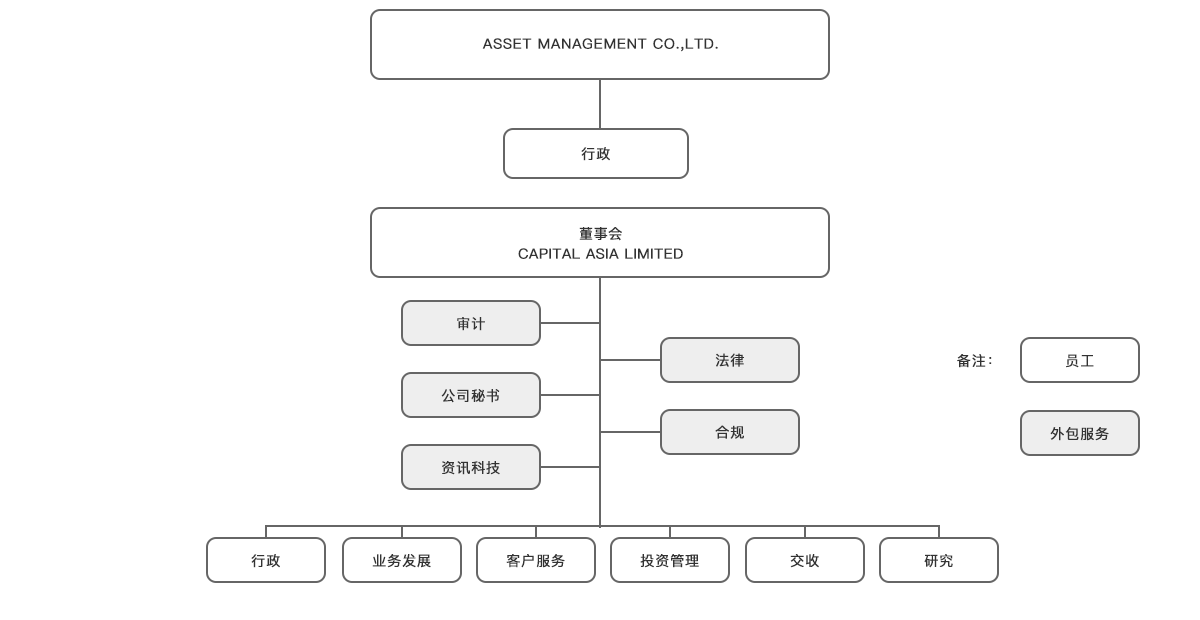 ASSET MANAGEMENT CO.,LTD.
行政
董事会
CAPITAL ASIA LIMITED
审计
法律
备注：
员工
公司秘书
合规
外包服务
资讯科技
行政
业务发展
客户服务
投资管理
交收
研究